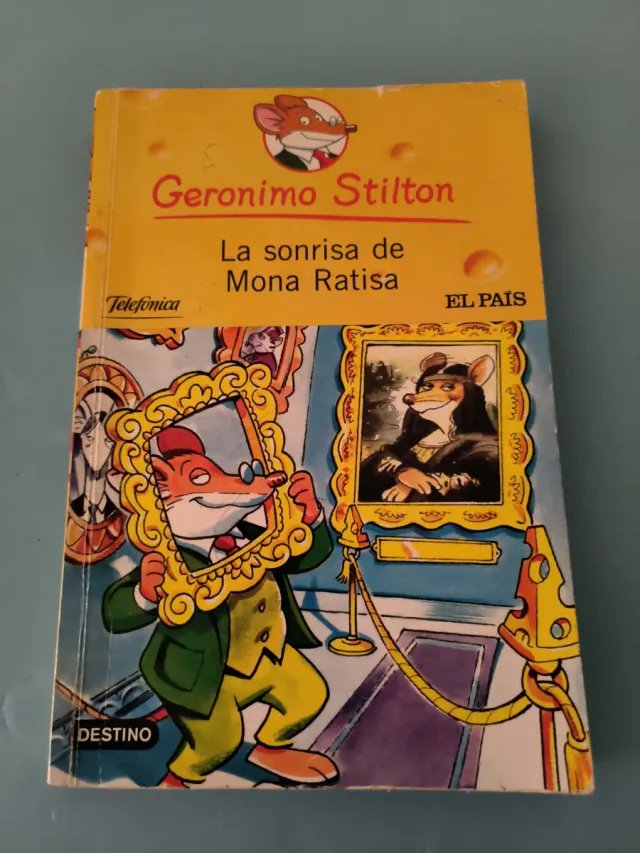 Geronimo Stilton
La sonrisa de
Mona Ratisa
Telefónica
EL PAÍS
DESTINO